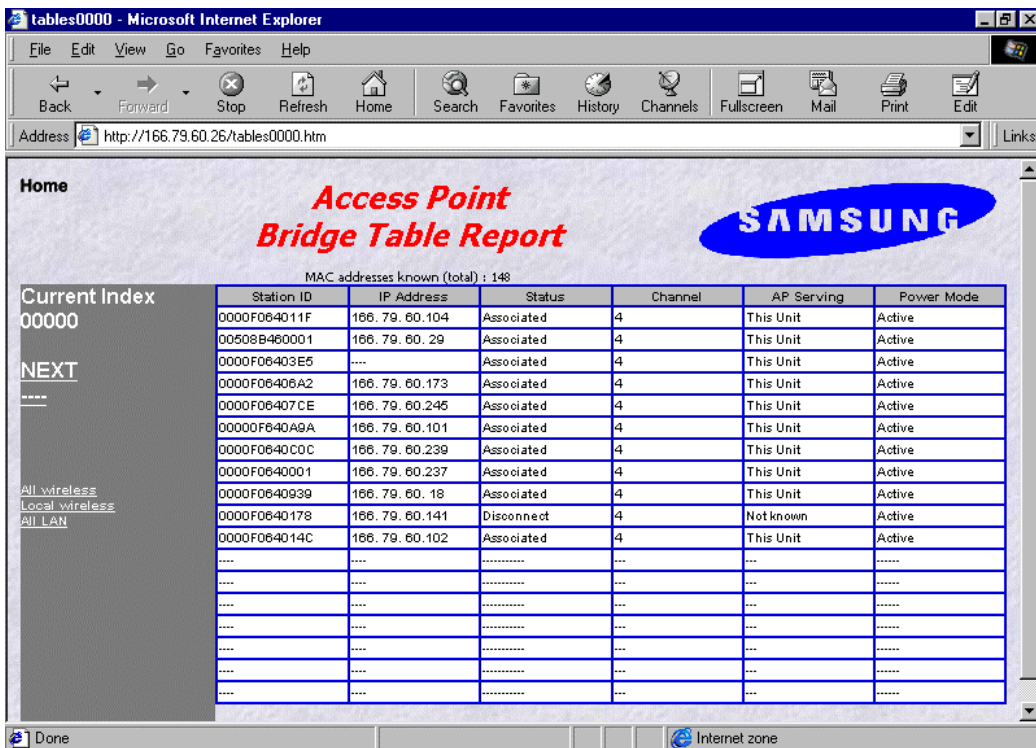 tables0000 - Microsoft Internet Explorer
File Edit View Go Favorites Help
Back Forward Stop Refresh Home Search Favorites History Channels Fullscreen Mail Print Edit
Address http://166.79.60.26/tables0000.htm Links
Home
Access Point
Bridge Table Report
SAMSUNG
MAC addresses known (total) : 148
Current Index
00000
NEXT
----
All wireless
Local wireless
All LAN
Station ID IP Address Status Channel AP Serving Power Mode
0000F064011F 166. 79. 60.104 Associated 4 This Unit Active
00508B460001 166. 79. 60. 29 Associated 4 This Unit Active
0000F06403E5 ---- Associated 4 This Unit Active
0000F06406A2 166. 79. 60.173 Associated 4 This Unit Active
0000F06407CE 166. 79. 60.245 Associated 4 This Unit Active
00000F640A9A 166. 79. 60.101 Associated 4 This Unit Active
0000F0640C0C 166. 79. 60.239 Associated 4 This Unit Active
0000F0640001 166. 79. 60.237 Associated 4 This Unit Active
0000F0640939 166. 79. 60. 18 Associated 4 This Unit Active
0000F0640178 166. 79. 60.141 Disconnect 4 Not known Active
0000F064014C 166. 79. 60.102 Associated 4 This Unit Active
---- ---- ---------- --- --- ------
---- ---- ---------- --- --- ------
---- ---- ---------- --- --- ------
---- ---- ---------- --- --- ------
---- ---- ---------- --- --- ------
---- ---- ---------- --- --- ------
---- ---- ---------- --- --- ------
Done Internet zone